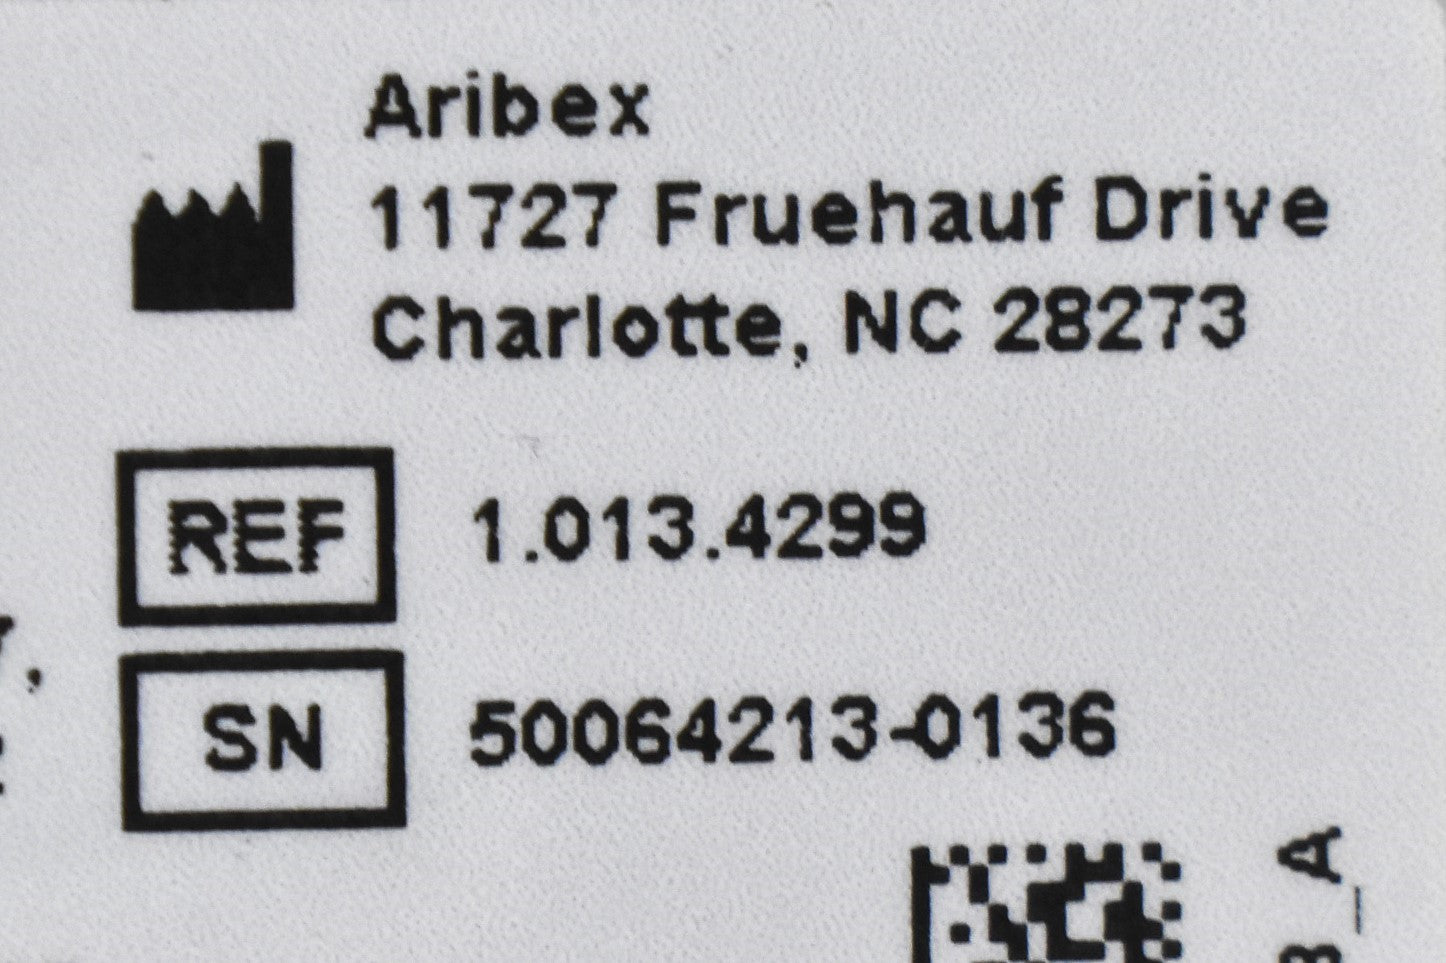 Aribex
11727 Fruehauf Drive
Charlotte, NC 28273
REF 1.013.4299
SN 50064213-0136